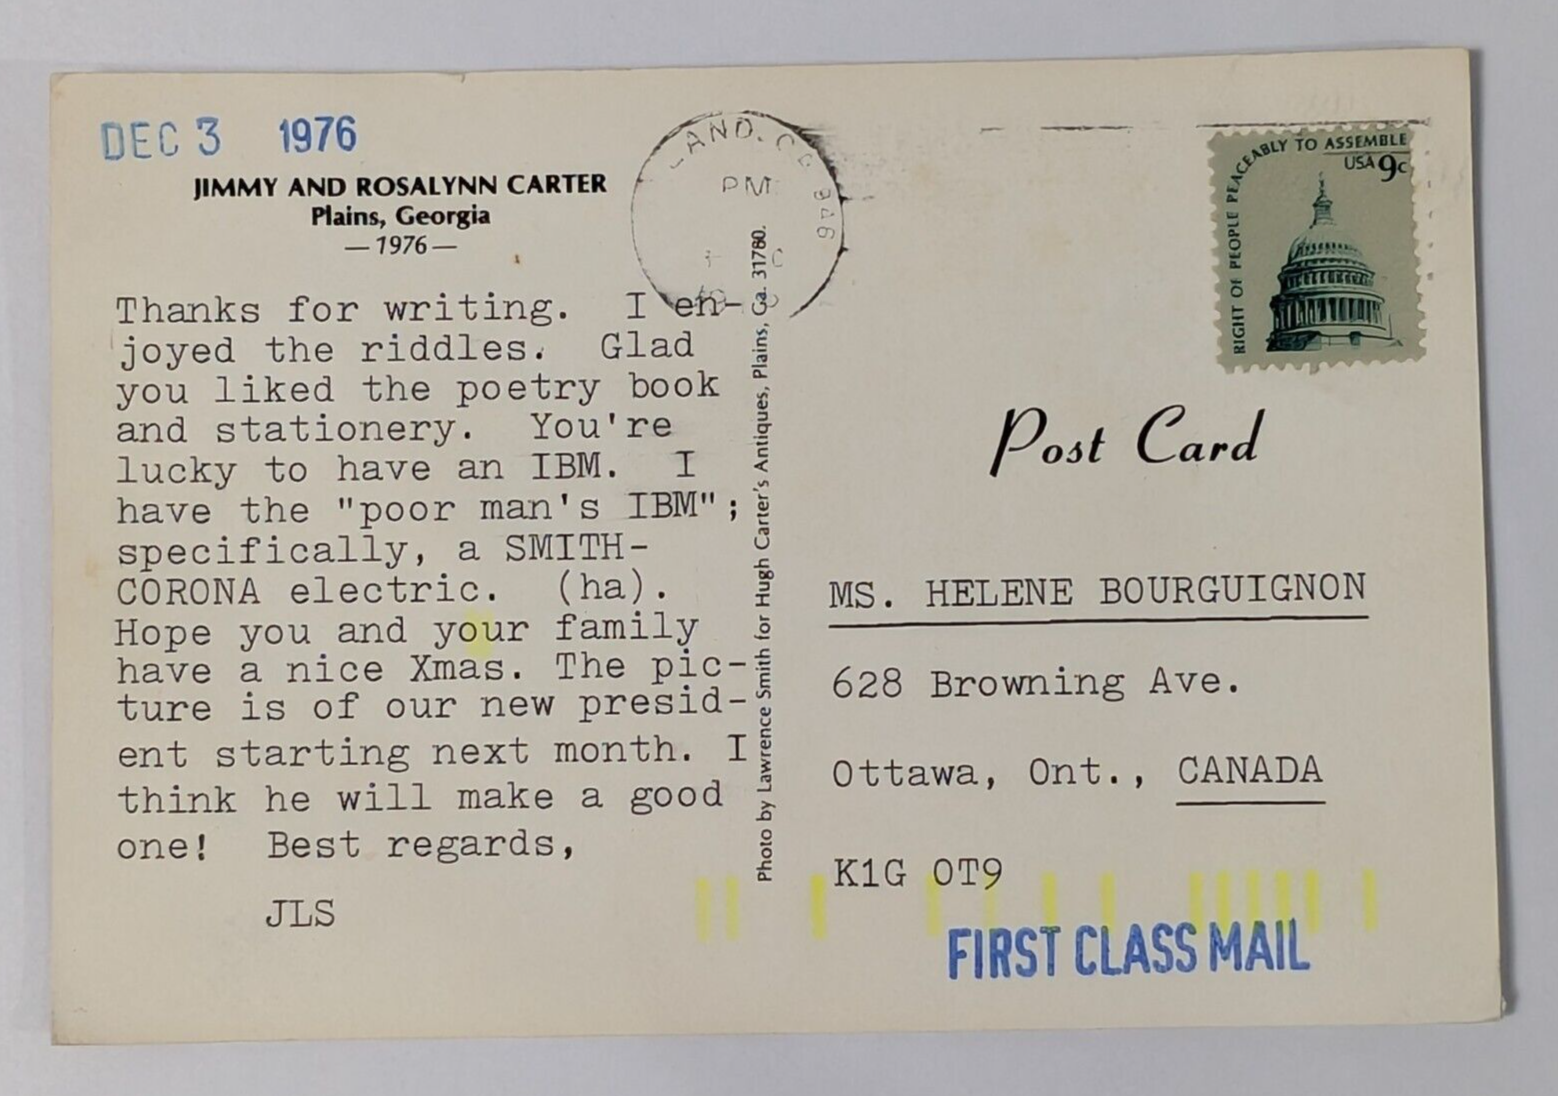 DEC 3 1976
JIMMY AND ROSALYNN CARTER
Plains, Georgia
— 1976 —
Thanks for writing. I en-
joyed the riddles. Glad
you liked the poetry book
and stationery. You're
lucky to have an IBM. I
have the "poor man's IBM";
specifically, a SMITH-
CORONA electric. (ha).
Hope you and your family
have a nice Xmas. The pic-
ture is of our new presid-
ent starting next month. I
think he will make a good
one! Best regards,
JLS
Photo by Lawrence Smith for Hugh Carter's Antiques, Plains, Ga. 31780.
PM
RIGHT OF PEOPLE PEACEABLY TO ASSEMBLE
USA 9c
Post Card
MS. HELENE BOURGUIGNON
628 Browning Ave.
Ottawa, Ont., CANADA
K1G OT9
FIRST CLASS MAIL